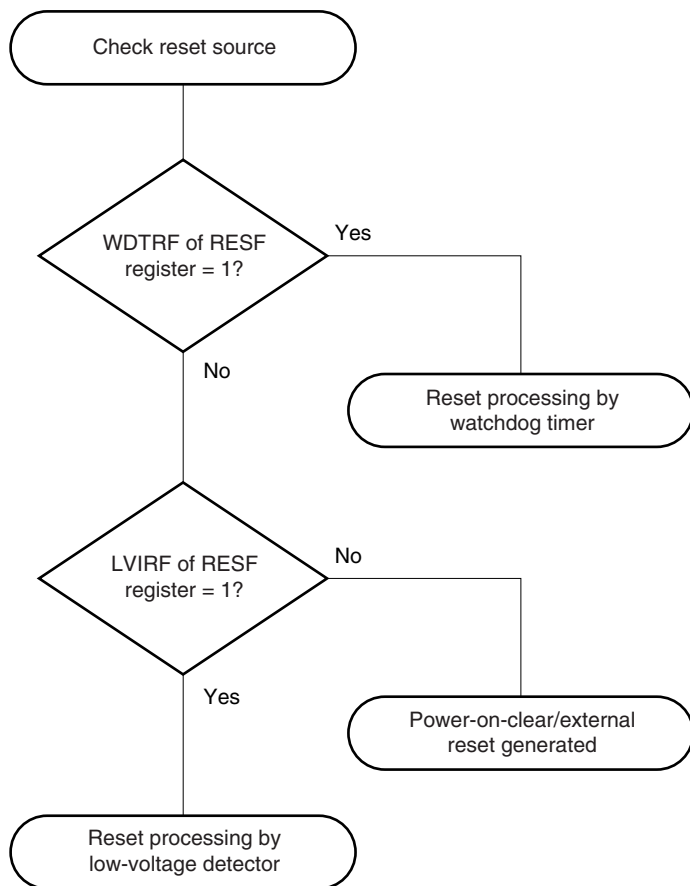 Check reset source
WDTRF of RESF
register = 1?
Yes
No
Reset processing by
watchdog timer
LVIRF of RESF
register = 1?
No
Yes
Power-on-clear/external
reset generated
Reset processing by
low-voltage detector